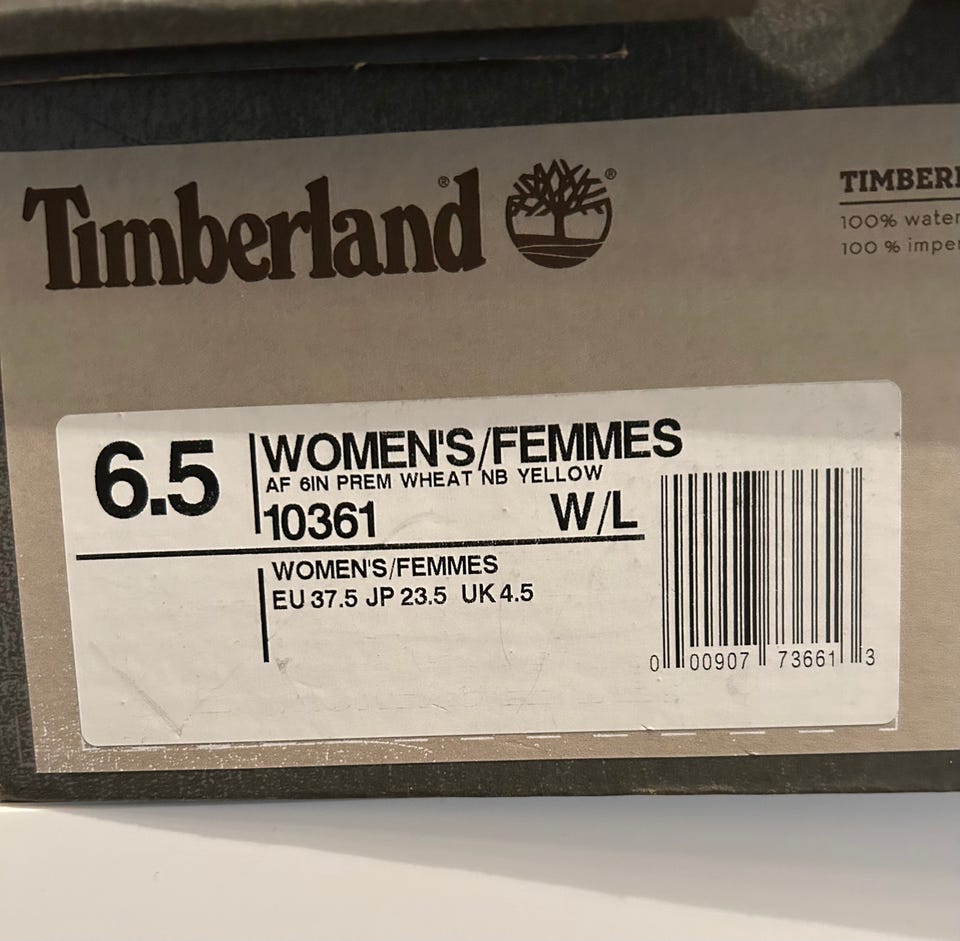 Timberland®
®
TIMBERL
100% water
100 % imper
6.5
WOMEN'S/FEMMES
AF 6IN PREM WHEAT NB YELLOW
10361 W/L
WOMEN'S/FEMMES
EU 37.5 JP 23.5 UK 4.5
0 00907 73661 3